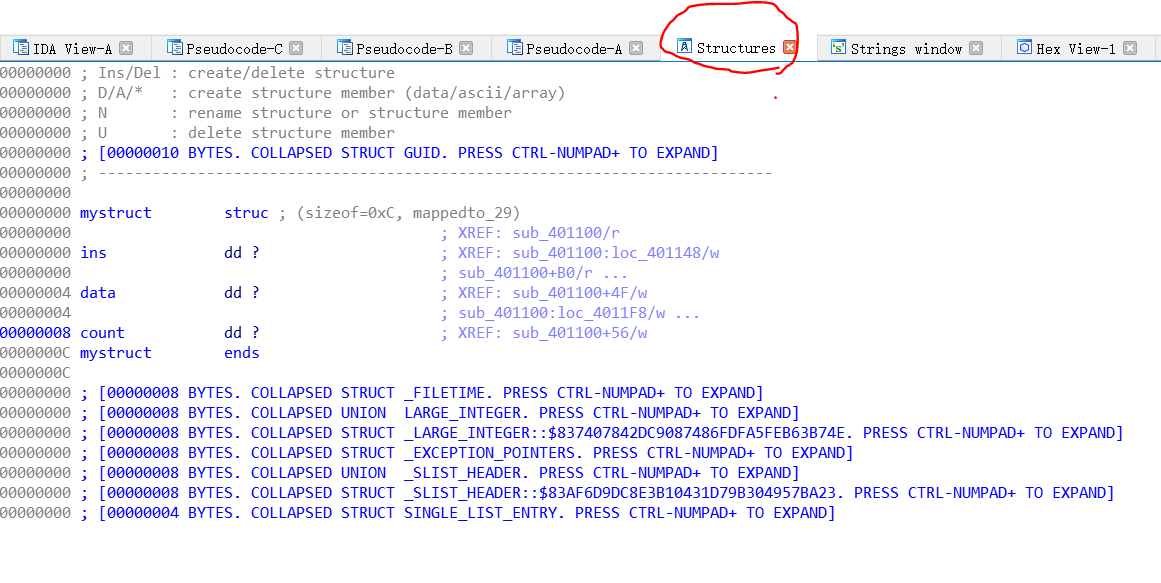 IDA View-A Pseudocode-C Pseudocode-B Pseudocode-A Structures Strings window Hex View-1
00000000 ; Ins/Del : create/delete structure
00000000 ; D/A/*   : create structure member (data/ascii/array)
00000000 ; N       : rename structure or structure member
00000000 ; U       : delete structure member
00000000 ; [00000010 BYTES. COLLAPSED STRUCT GUID. PRESS CTRL-NUMPAD+ TO EXPAND]
00000000 ; ---------------------------------------------------------------------------
00000000
00000000 mystruct        struc ; (sizeof=0xC, mappedto_29)
00000000                                         ; XREF: sub_401100/r
00000000 ins             dd ?                    ; XREF: sub_401100:loc_401148/w
00000000                                         ; sub_401100+B0/r ...
00000004 data            dd ?                    ; XREF: sub_401100+4F/w
00000004                                         ; sub_401100:loc_4011F8/w ...
00000008 count           dd ?                    ; XREF: sub_401100+56/w
0000000C mystruct        ends
0000000C
00000000 ; [00000008 BYTES. COLLAPSED STRUCT _FILETIME. PRESS CTRL-NUMPAD+ TO EXPAND]
00000000 ; [00000008 BYTES. COLLAPSED UNION  LARGE_INTEGER. PRESS CTRL-NUMPAD+ TO EXPAND]
00000000 ; [00000008 BYTES. COLLAPSED STRUCT _LARGE_INTEGER::$837407842DC9087486FDFA5FEB63B74E. PRESS CTRL-NUMPAD+ TO EXPAND]
00000000 ; [00000008 BYTES. COLLAPSED STRUCT _EXCEPTION_POINTERS. PRESS CTRL-NUMPAD+ TO EXPAND]
00000000 ; [00000008 BYTES. COLLAPSED UNION  _SLIST_HEADER. PRESS CTRL-NUMPAD+ TO EXPAND]
00000000 ; [00000008 BYTES. COLLAPSED STRUCT _SLIST_HEADER::$83AF6D9DC8E3B10431D79B304957BA23. PRESS CTRL-NUMPAD+ TO EXPAND]
00000000 ; [00000004 BYTES. COLLAPSED STRUCT SINGLE_LIST_ENTRY. PRESS CTRL-NUMPAD+ TO EXPAND]